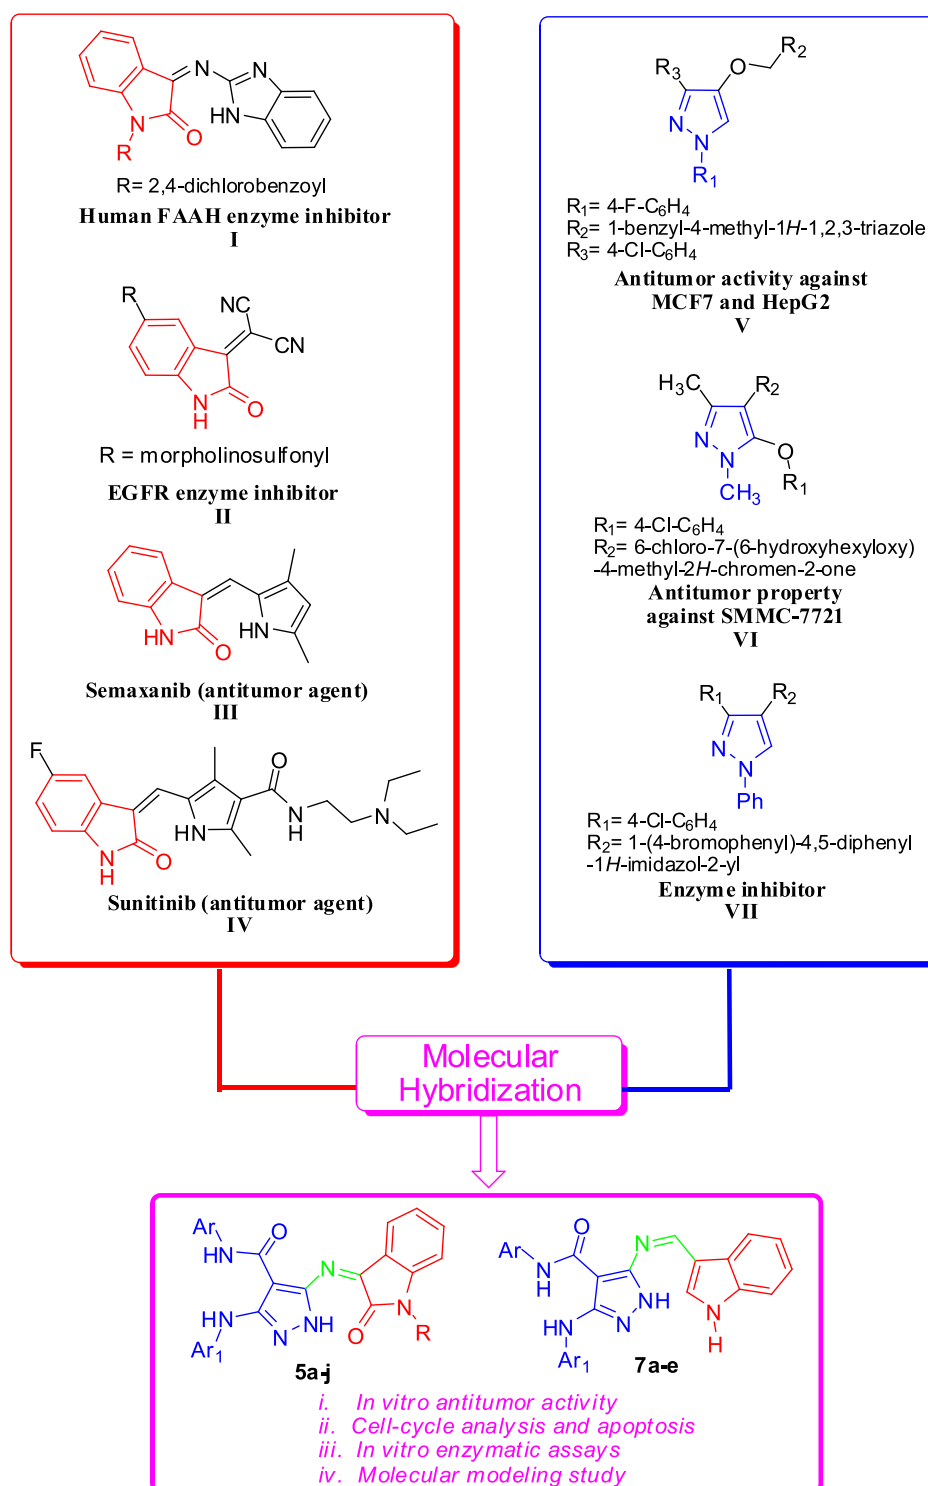 N
N
HN
N
O
R
R= 2,4-dichlorobenzoyl
Human FAAH enzyme inhibitor
I
R
CN
CN
N
H
O
R = morpholinosulfonyl
EGFR enzyme inhibitor
II
HN
O
HN
Semaxanib (antitumor agent)
III
F
O
N
N
H
HN
O
N
H
Sunitinib (antitumor agent)
IV
R2
O
R3
N
N
R1
R1= 4-F-C6H4
R2= 1-benzyl-4-methyl-1H-1,2,3-triazole
R3= 4-Cl-C6H4
Antitumor activity against
MCF7 and HepG2
V
H3C
R2
N
N
O
CH3
R1
R1= 4-Cl-C6H4
R2= 6-chloro-7-(6-hydroxyhexyloxy)
-4-methyl-2H-chromen-2-one
Antitumor property
against SMMC-7721
VI
R1
R2
N
N
Ph
R1= 4-Cl-C6H4
R2= 1-(4-bromophenyl)-4,5-diphenyl
-1H-imidazol-2-yl
Enzyme inhibitor
VII
Molecular
Hybridization
Ar
O
HN
N
HN
N
NH
O
N
R
Ar1
5a-j
Ar
O
N
H
N
HN
N
NH
N
H
Ar1
7a-e
i. In vitro antitumor activity
ii. Cell-cycle analysis and apoptosis
iii. In vitro enzymatic assays
iv. Molecular modeling study